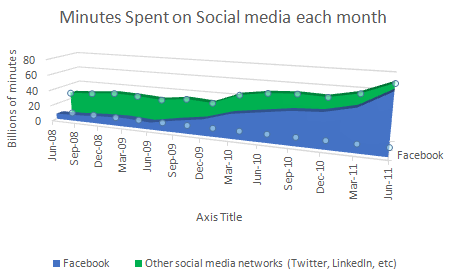 Minutes Spent on Social media each month
Billions of minutes
80
60
40
20
0
Jun-08
Sep-08
Dec-08
Mar-09
Jun-09
Sep-09
Dec-09
Mar-10
Jun-10
Sep-10
Dec-10
Mar-11
Jun-11
Facebook
Axis Title
Facebook
Other social media networks (Twitter, LinkedIn, etc)